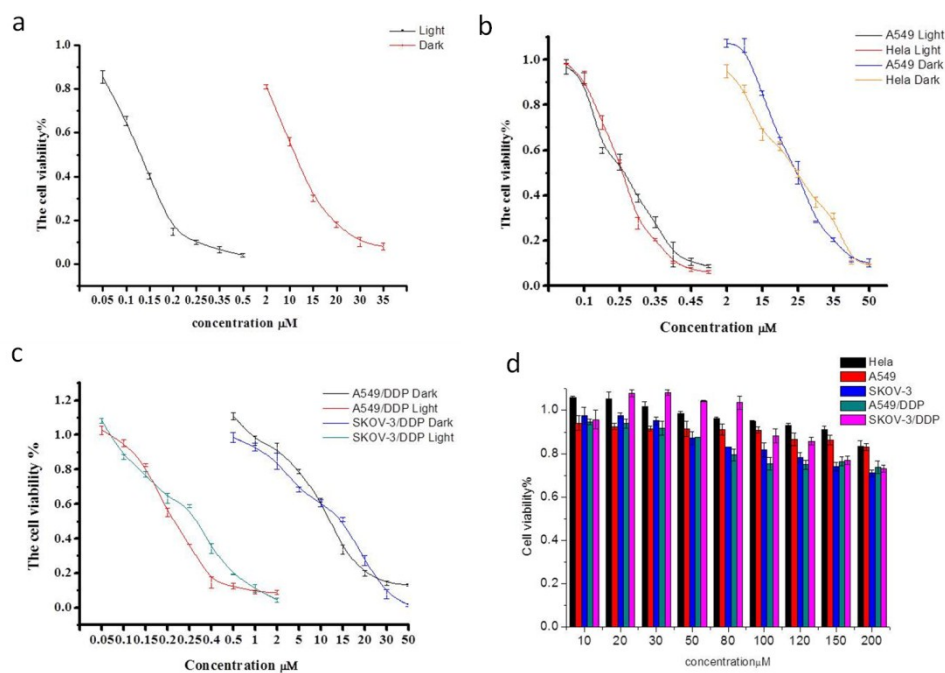 a
Light
Dark
1.0
0.8
0.6
0.4
0.2
0.0
The cell viability%
0.05 0.1 0.15 0.2 0.25 0.35 0.5 2 10 15 20 30 35
concentration μM
b
A549 Light
Hela Light
A549 Dark
Hela Dark
1.0
0.8
0.6
0.4
0.2
0.0
The cell viability%
0.1 0.25 0.35 0.45 2 15 25 35 50
Concentration μM
c
A549/DDP Dark
A549/DDP Light
SKOV-3/DDP Dark
SKOV-3/DDP Light
1.2
1.0
0.8
0.6
0.4
0.2
0.0
The cell viability %
0.05 0.10 0.15 0.20 0.25 0.4 0.5 1 2 5 10 15 20 30 50
Concentration μM
d
Hela
A549
SKOV-3
A549/DDP
SKOV-3/DDP
1.0
0.8
0.6
0.4
0.2
0.0
Cell viability%
10 20 30 50 80 100 120 150 200
concentrationμM